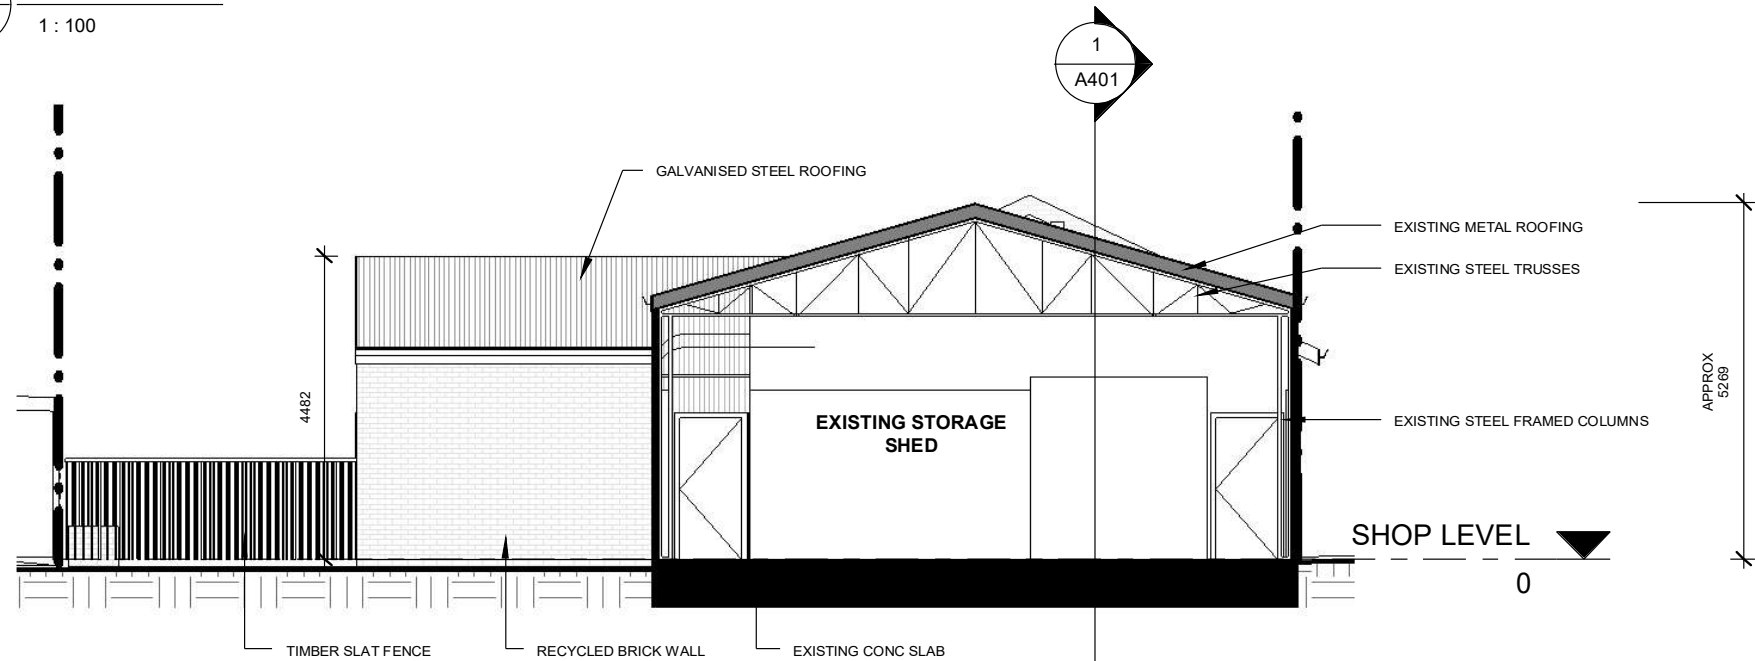 1 : 100
1
A401
GALVANISED STEEL ROOFING
EXISTING METAL ROOFING
EXISTING STEEL TRUSSES
4482
APPROX
5269
EXISTING STORAGE
SHED
EXISTING STEEL FRAMED COLUMNS
SHOP LEVEL
0
TIMBER SLAT FENCE
RECYCLED BRICK WALL
EXISTING CONC SLAB